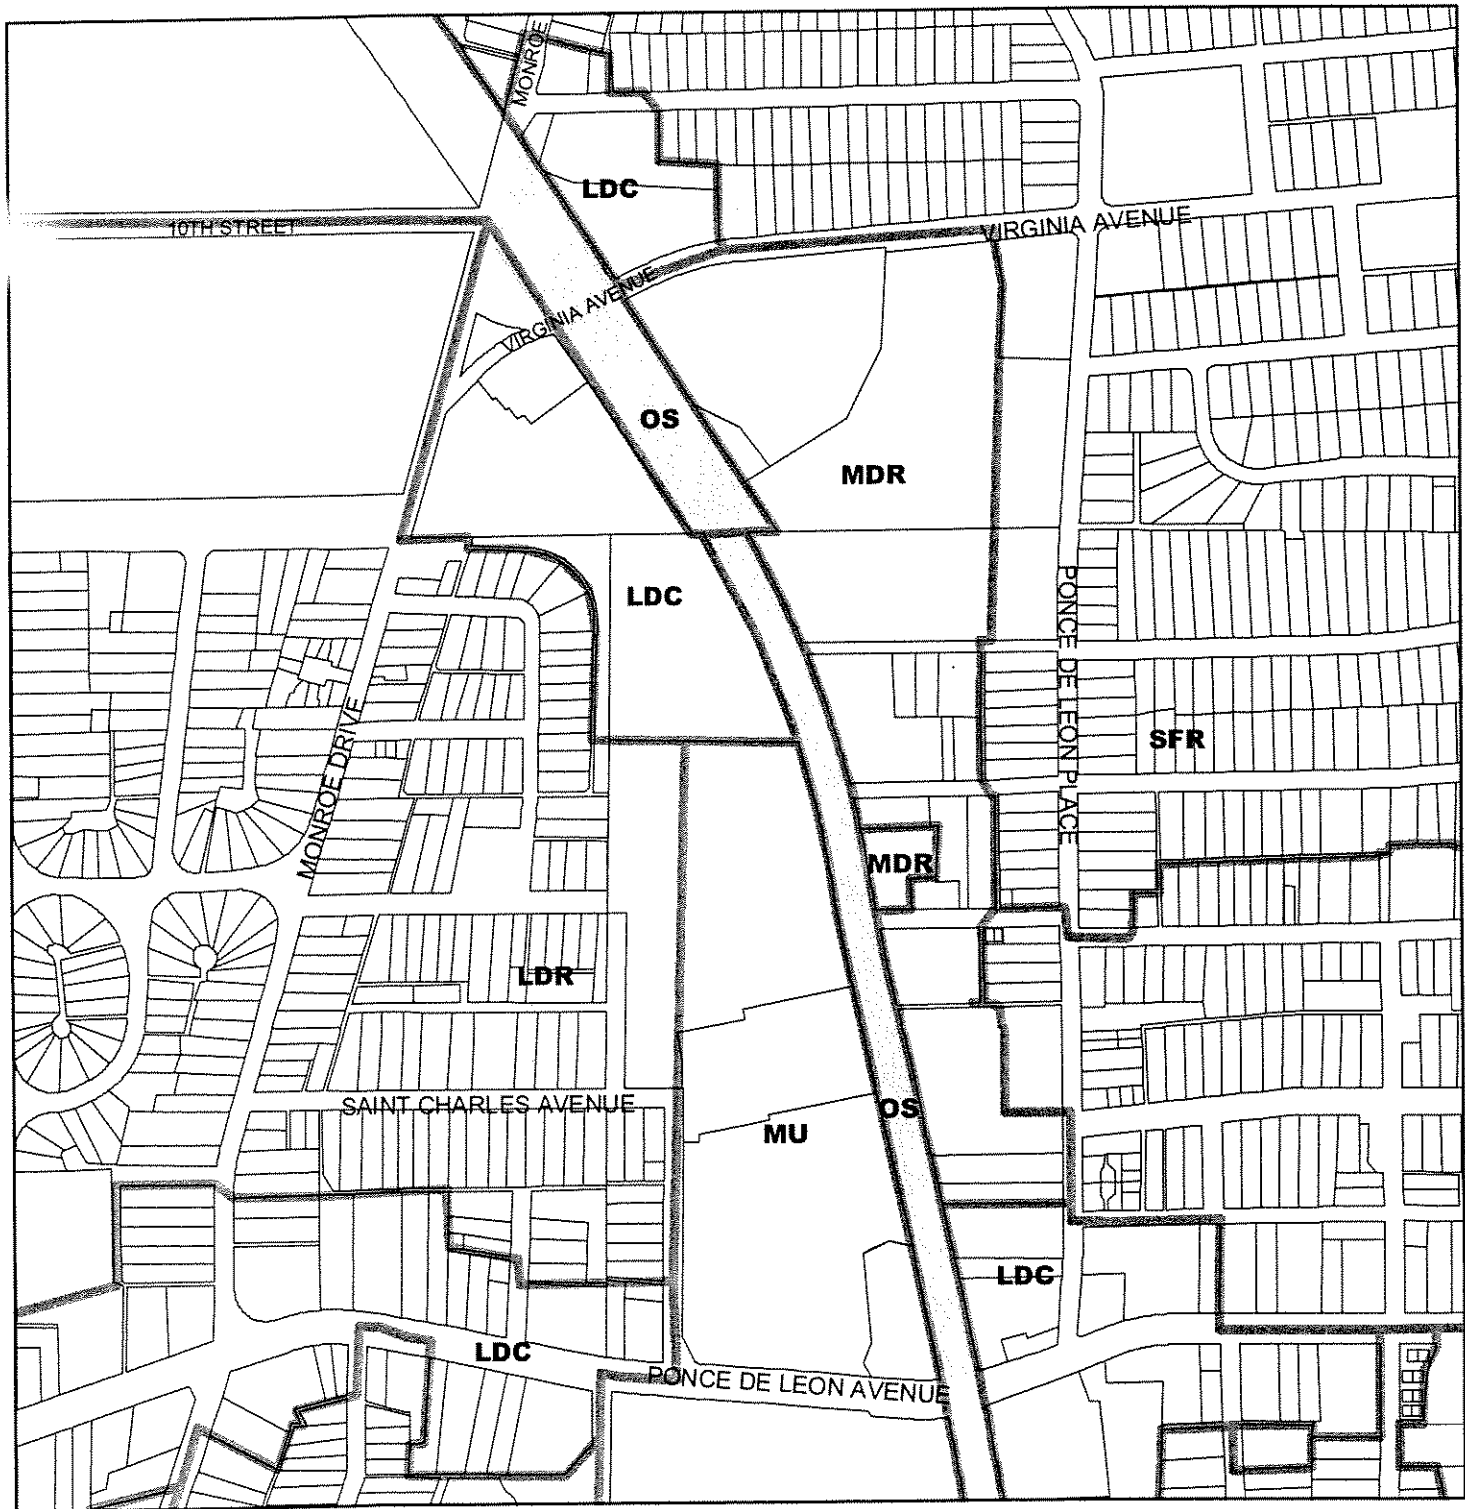 MONROE
LDC
10TH STREET
VIRGINIA AVENUE
VIRGINIA AVENUE
OS
MDR
LDC
PONCE DE LEON PLACE
MONROE DRIVE
SFR
MDR
LDR
SAINT CHARLES AVENUE
OS
MU
LDC
LDC
PONCE DE LEON AVENUE